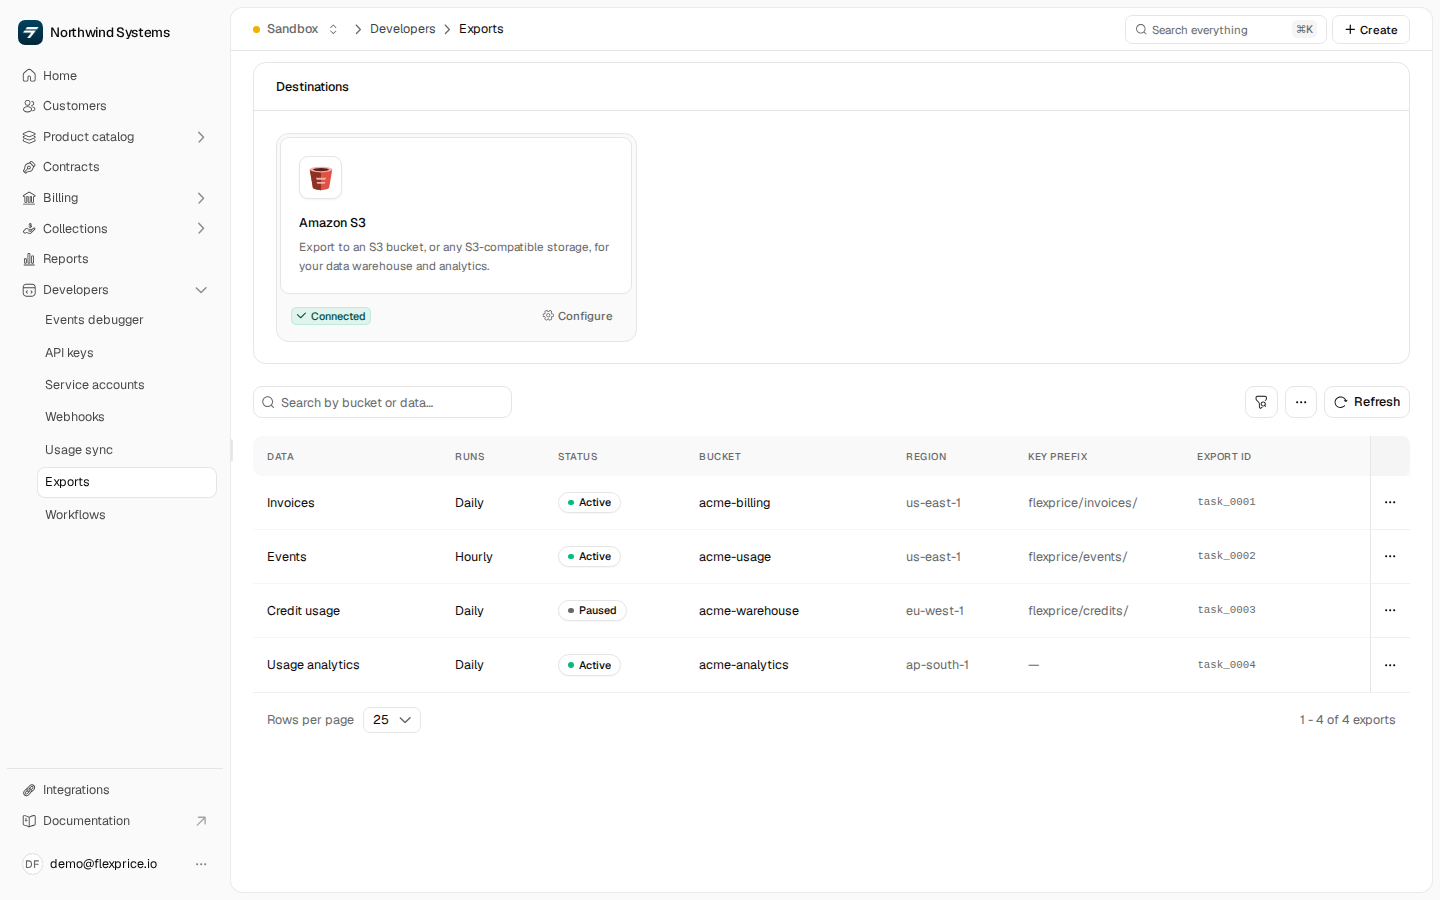 Northwind Systems
Home
Customers
Product catalog
Contracts
Billing
Collections
Reports
Developers
Events debugger
API keys
Service accounts
Webhooks
Usage sync
Exports
Workflows
Integrations
Documentation
DF demo@flexprice.io
Sandbox Developers Exports
Search everything ⌘K Create
Destinations
Amazon S3
Export to an S3 bucket, or any S3-compatible storage, for
your data warehouse and analytics.
Connected Configure
Search by bucket or data... Refresh
DATA RUNS STATUS BUCKET REGION KEY PREFIX EXPORT ID
Invoices Daily Active acme-billing us-east-1 flexprice/invoices/ task_0001
Events Hourly Active acme-usage us-east-1 flexprice/events/ task_0002
Credit usage Daily Paused acme-warehouse eu-west-1 flexprice/credits/ task_0003
Usage analytics Daily Active acme-analytics ap-south-1 — task_0004
Rows per page 25 1 - 4 of 4 exports